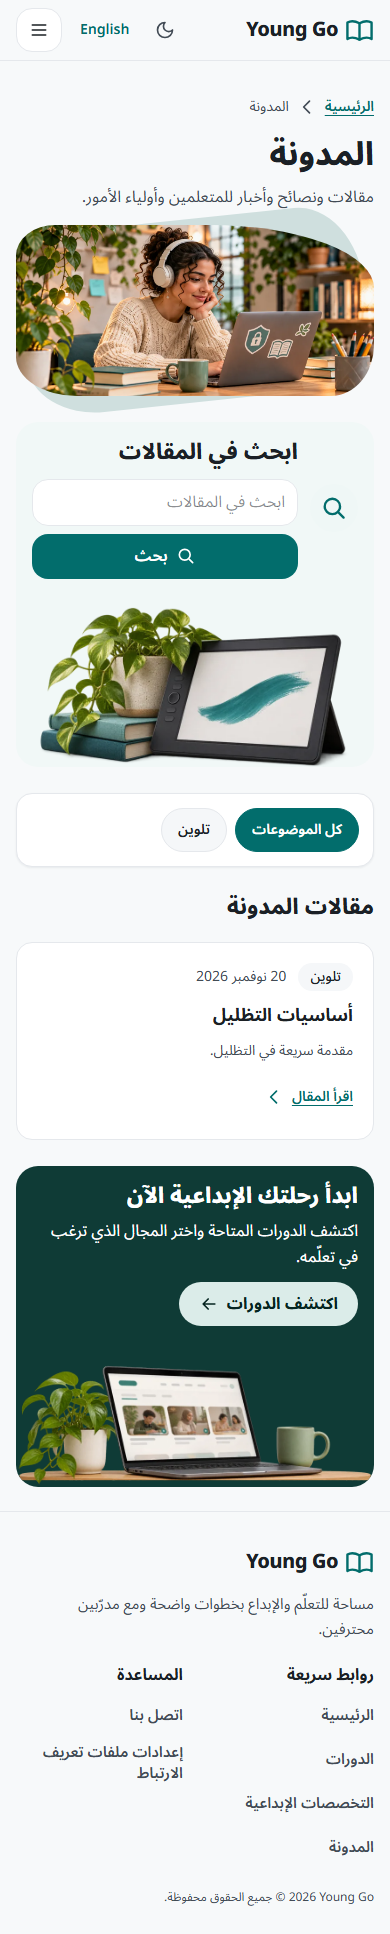 Young Go
English
الرئيسية
المدونة
المدونة
مقالات ونصائح وأخبار للمتعلمين وأولياء الأمور.
ابحث في المقالات
ابحث في المقالات
بحث
كل الموضوعات
تلوين
مقالات المدونة
تلوين
20 نوفمبر 2026
أساسيات التظليل
مقدمة سريعة في التظليل.
اقرأ المقال
ابدأ رحلتك الإبداعية الآن
اكتشف الدورات المتاحة واختر المجال الذي ترغب
في تعلّمه.
اكتشف الدورات
Young Go
مساحة للتعلّم والإبداع بخطوات واضحة ومع مدرّبين
محترفين.
روابط سريعة
الرئيسية
الدورات
التخصصات الإبداعية
المدونة
المساعدة
اتصل بنا
إعدادات ملفات تعريف
الارتباط
Young Go 2026 © جميع الحقوق محفوظة.